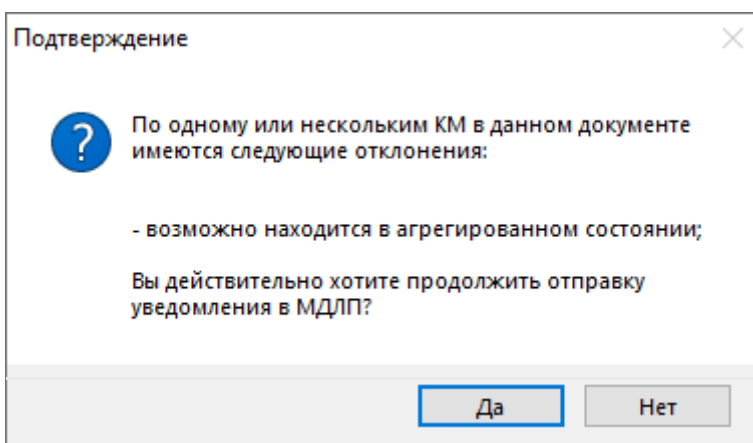 Подтверждение
По одному или нескольким КМ в данном документе
имеются следующие отклонения:
- возможно находится в агрегированном состоянии;
Вы действительно хотите продолжить отправку
уведомления в МДЛП?
Да
Нет